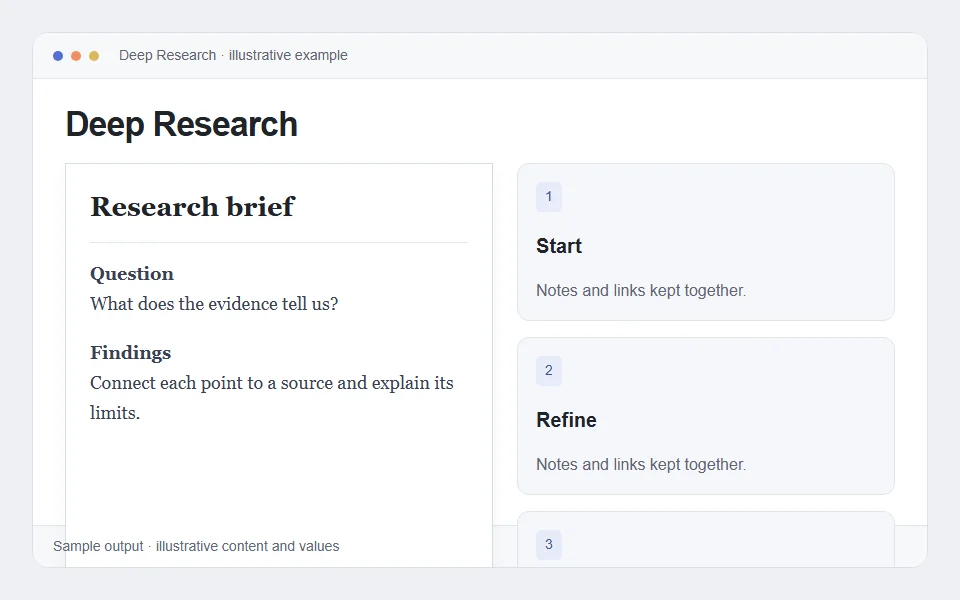 Deep Research · illustrative example
Deep Research
Research brief
Question
What does the evidence tell us?
Findings
Connect each point to a source and explain its
limits.
1
Start
Notes and links kept together.
2
Refine
Notes and links kept together.
3
Sample output · illustrative content and values